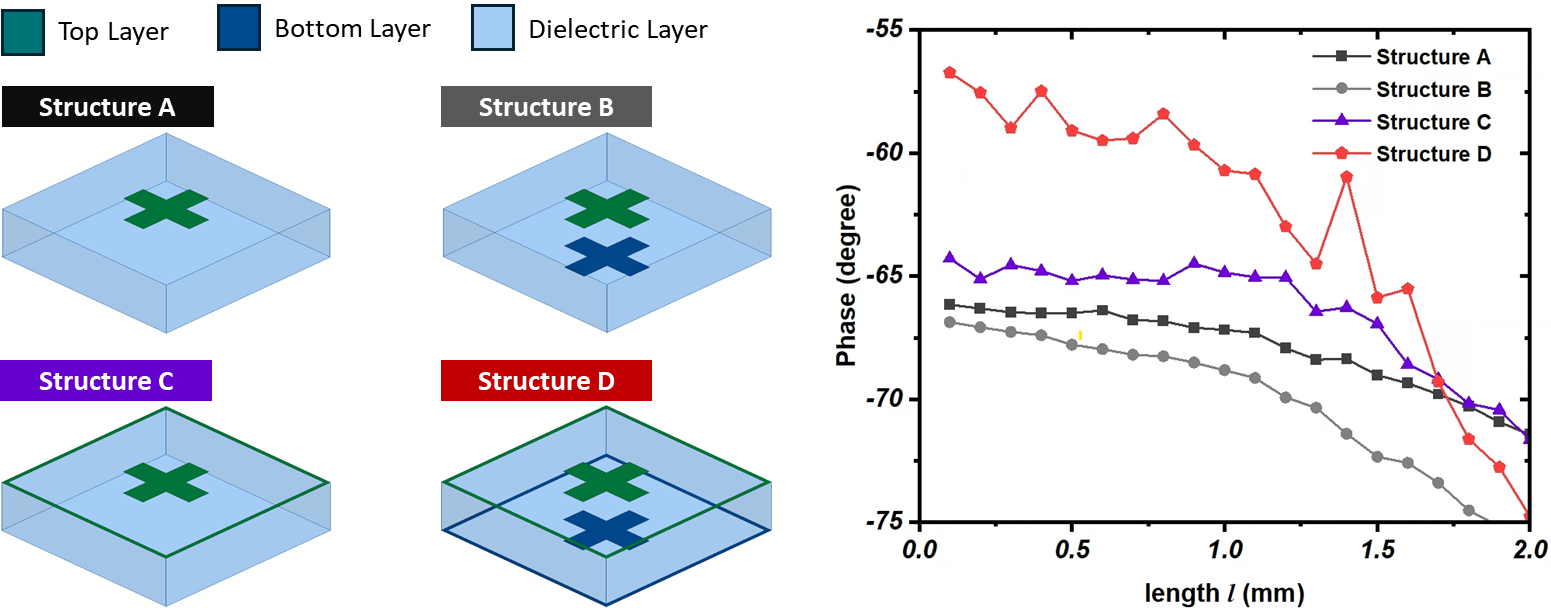 Top Layer
Bottom Layer
Dielectric Layer
Structure A
Structure B
Structure C
Structure D
-55
-60
-65
-70
-75
Phase (degree)
Structure A
Structure B
Structure C
Structure D
0.0
0.5
1.0
1.5
2.0
length l (mm)